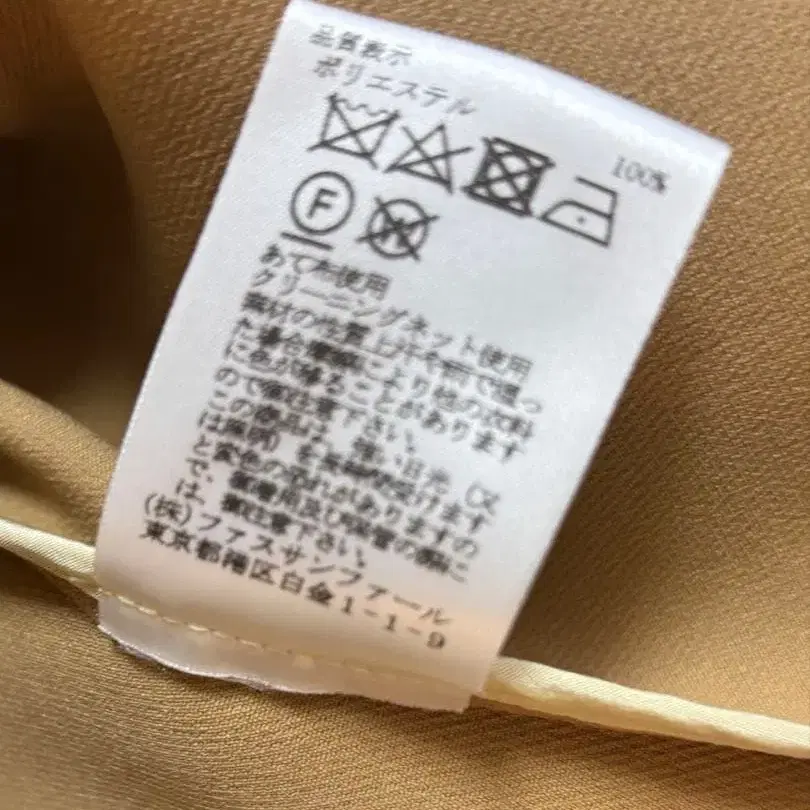 品質表示
ポリエステル 100%
F W
あて布使用
クリーニングネット使用
素材の性質上汗や雨で湿っ
た場合摩擦により他の衣料
に色が移ることがあります
ので御注意下さい。
この商品は、強い日光(又
は照明)を長時間受けます
と変色の恐れがありますの
で、着用及び保管の際に
は、御注意下さい。
(株)ファスサンファール
東京都港区白金1-1-9